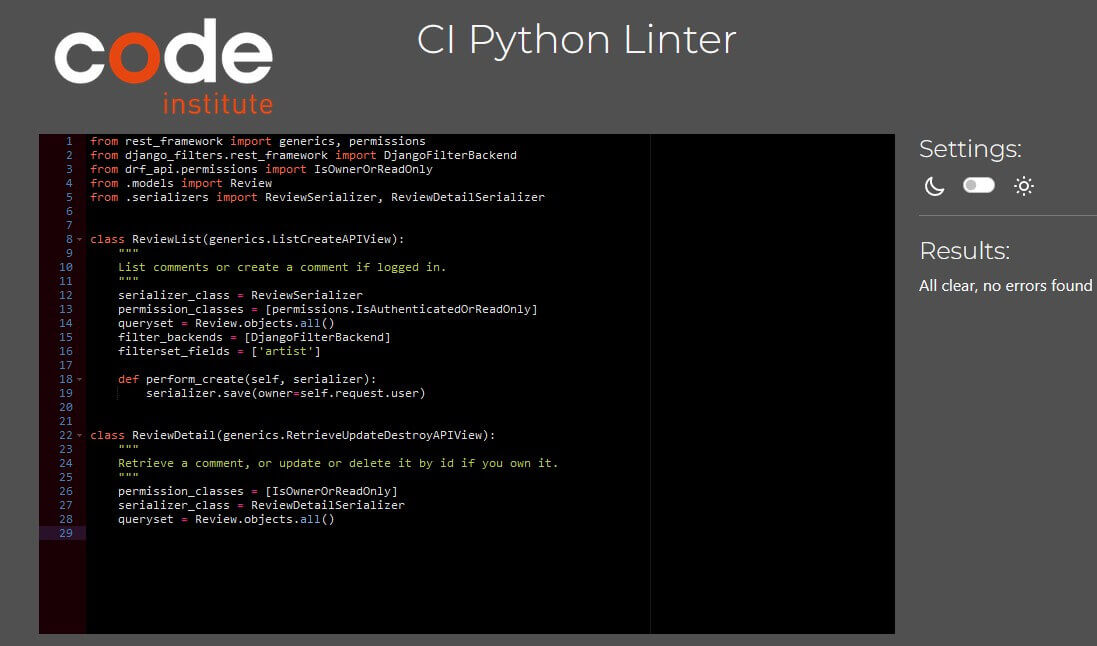 code
institute
CI Python Linter
1 from rest_framework import generics, permissions
2 from django_filters.rest_framework import DjangoFilterBackend
3 from drf_api.permissions import IsOwnerOrReadOnly
4 from .models import Review
5 from .serializers import ReviewSerializer, ReviewDetailSerializer
6
7
8 class ReviewList(generics.ListCreateAPIView):
9     """
10     List comments or create a comment if logged in.
11     """
12     serializer_class = ReviewSerializer
13     permission_classes = [permissions.IsAuthenticatedOrReadOnly]
14     queryset = Review.objects.all()
15     filter_backends = [DjangoFilterBackend]
16     filterset_fields = ['artist']
17
18     def perform_create(self, serializer):
19         serializer.save(owner=self.request.user)
20
21
22 class ReviewDetail(generics.RetrieveUpdateDestroyAPIView):
23     """
24     Retrieve a comment, or update or delete it by id if you own it.
25     """
26     permission_classes = [IsOwnerOrReadOnly]
27     serializer_class = ReviewDetailSerializer
28     queryset = Review.objects.all()
29
Settings:
Results:
All clear, no errors found